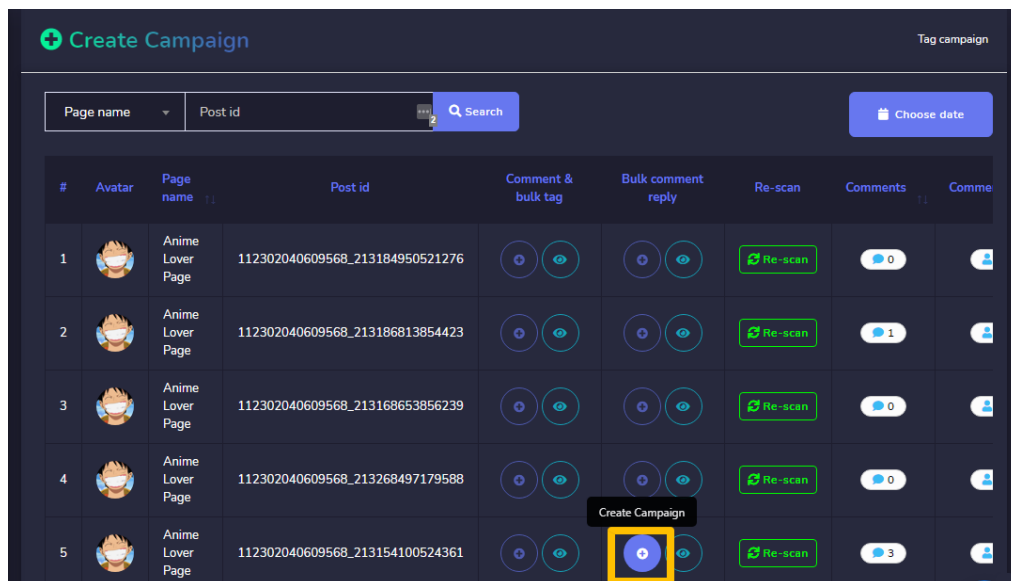 Create Campaign
Tag campaign
Page name
Post id
2
Search
Choose date
# Avatar Page name Post id Comment & bulk tag Bulk comment reply Re-scan Comments
1 Anime Lover Page 112302040609568_213184950521276 Re-scan 0
2 Anime Lover Page 112302040609568_213186813854423 Re-scan 1
3 Anime Lover Page 112302040609568_213168653856239 Re-scan 0
4 Anime Lover Page 112302040609568_213268497179588 Re-scan 0
Create Campaign
5 Anime Lover Page 112302040609568_213154100524361 Re-scan 3